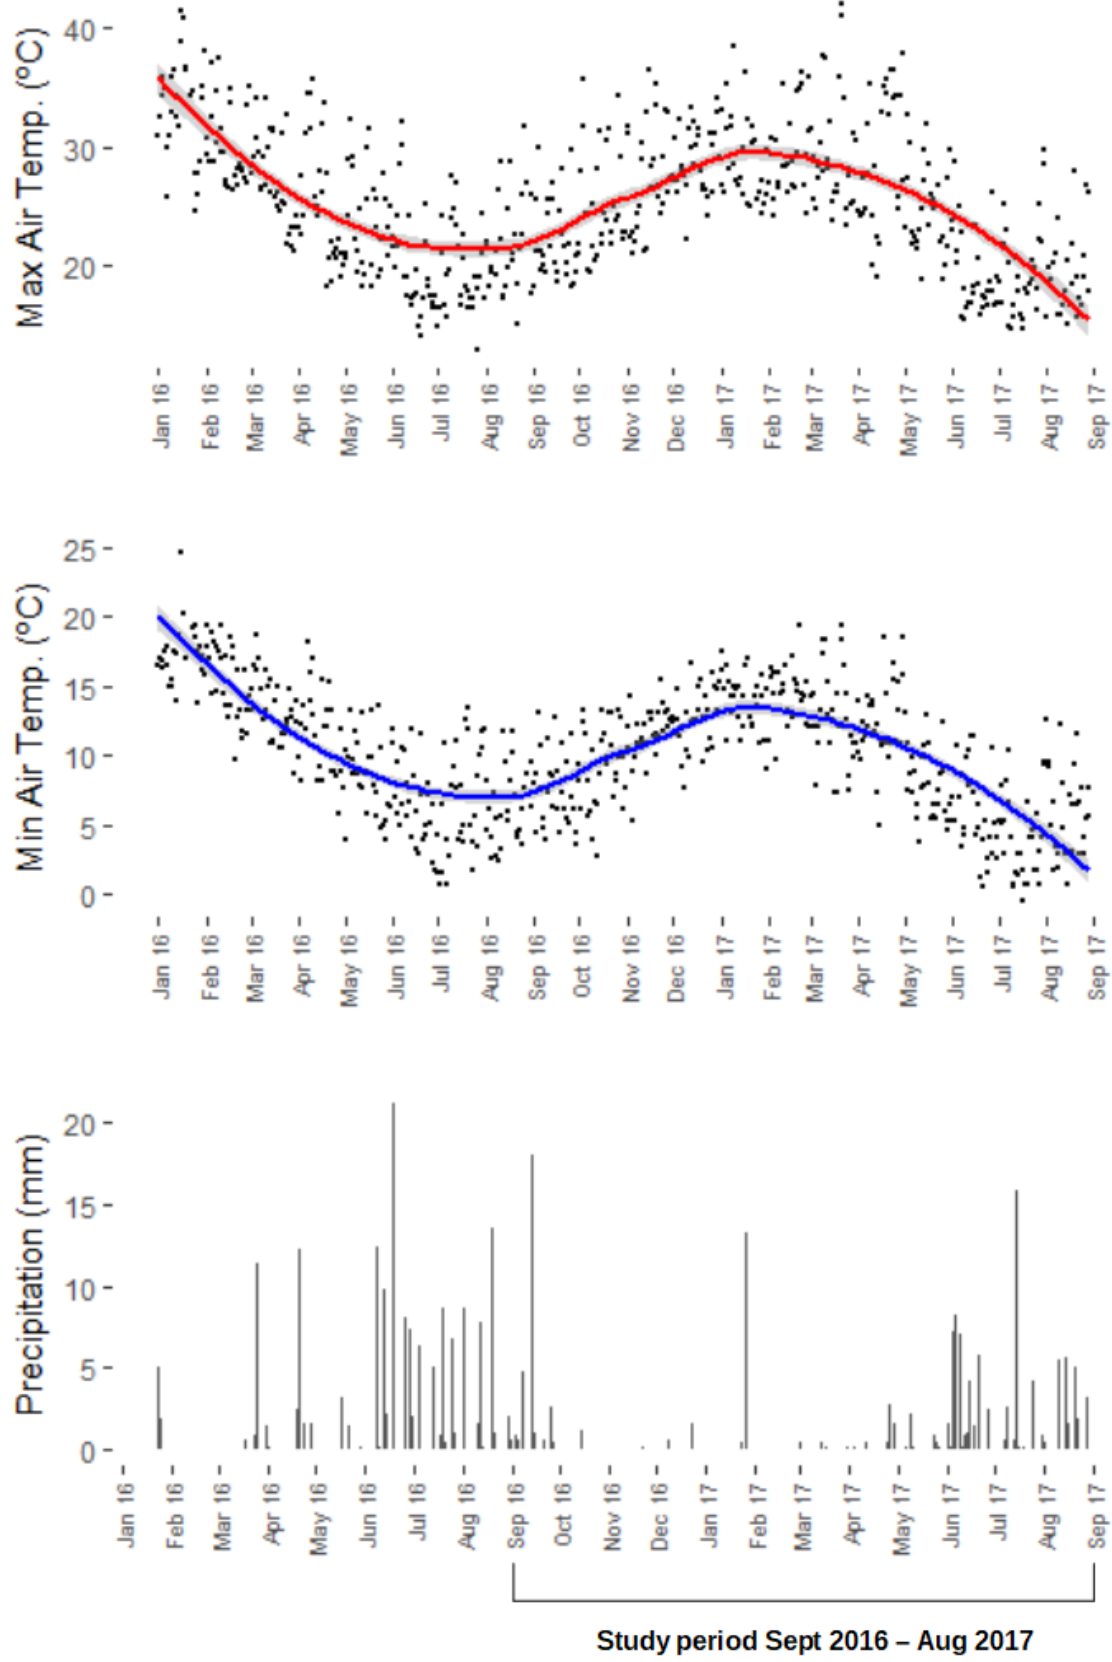 Max Air Temp. (ºC)
40
30
20
Jan 16
Feb 16
Mar 16
Apr 16
May 16
Jun 16
Jul 16
Aug 16
Sep 16
Oct 16
Nov 16
Dec 16
Jan 17
Feb 17
Mar 17
Apr 17
May 17
Jun 17
Jul 17
Aug 17
Sep 17
Min Air Temp. (ºC)
25
20
15
10
5
0
Jan 16
Feb 16
Mar 16
Apr 16
May 16
Jun 16
Jul 16
Aug 16
Sep 16
Oct 16
Nov 16
Dec 16
Jan 17
Feb 17
Mar 17
Apr 17
May 17
Jun 17
Jul 17
Aug 17
Sep 17
Precipitation (mm)
20
15
10
5
0
Jan 16
Feb 16
Mar 16
Apr 16
May 16
Jun 16
Jul 16
Aug 16
Sep 16
Oct 16
Nov 16
Dec 16
Jan 17
Feb 17
Mar 17
Apr 17
May 17
Jun 17
Jul 17
Aug 17
Sep 17
Study period Sept 2016 – Aug 2017